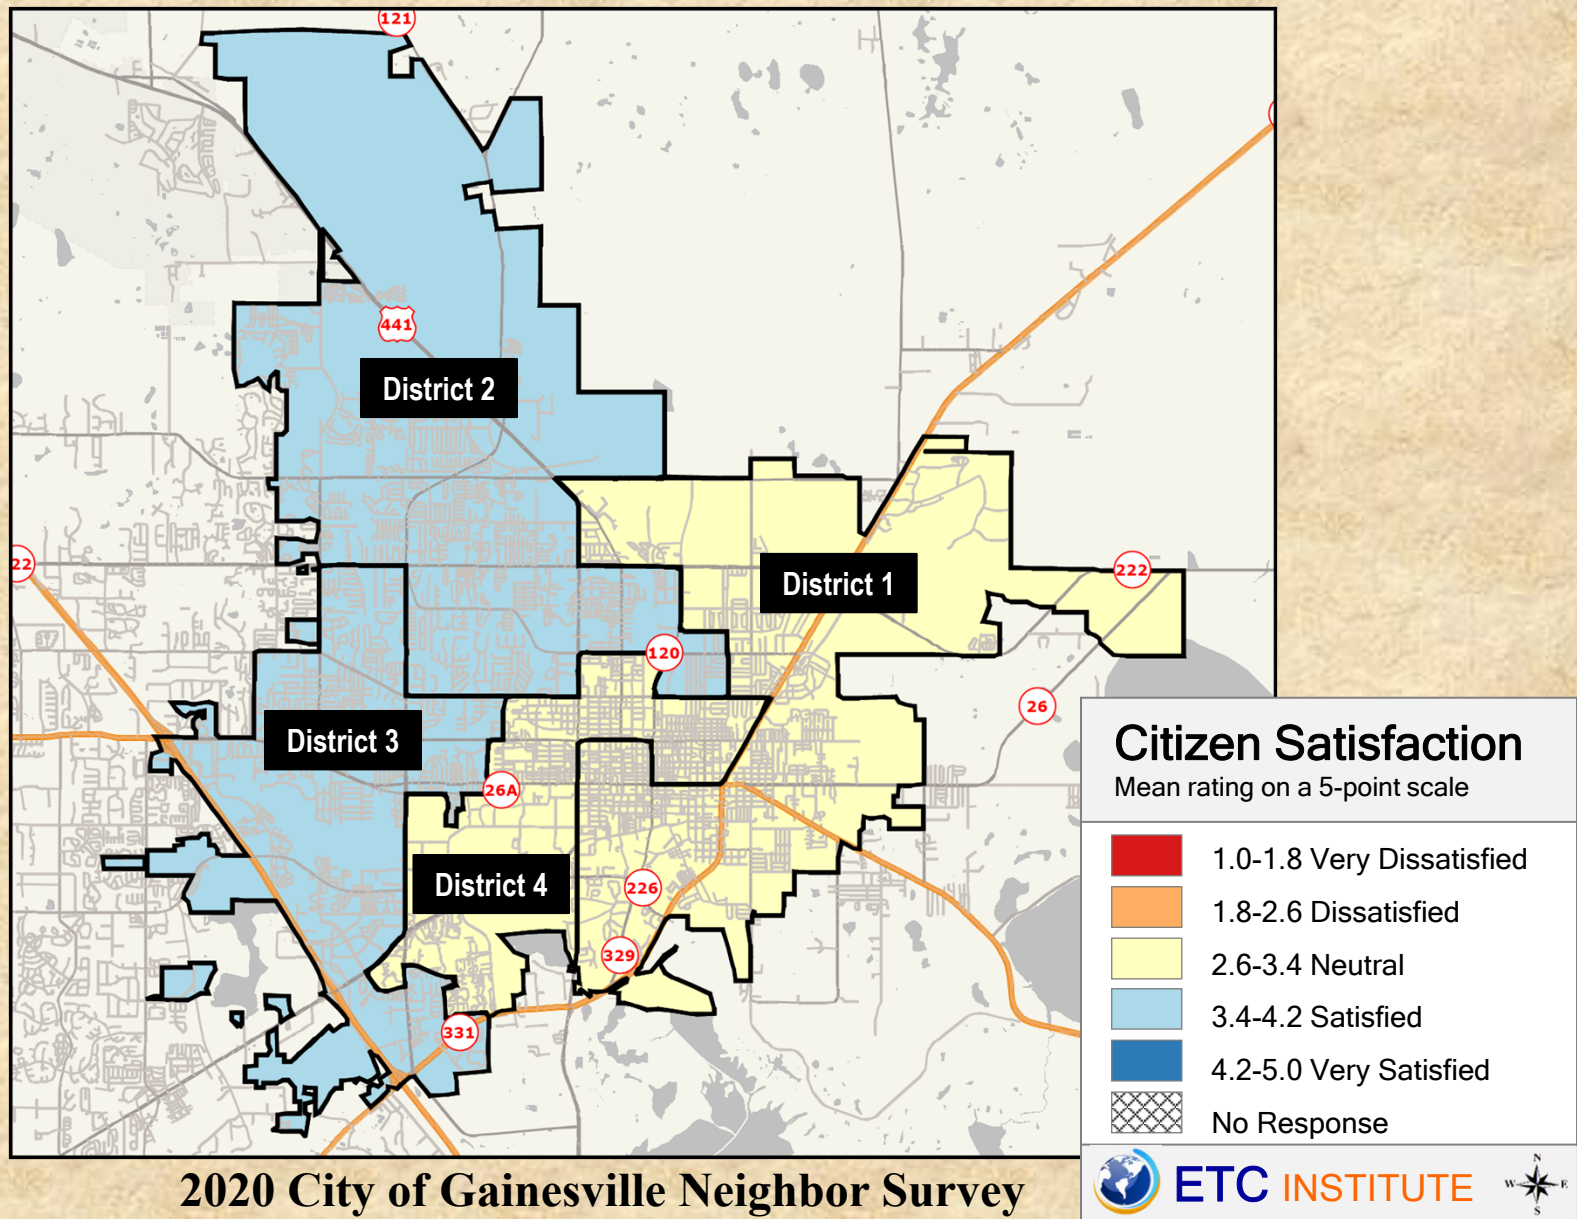 121
441
District 2
22
District 1
222
120
26
District 3
26A
District 4
226
329
331
Citizen Satisfaction
Mean rating on a 5-point scale
1.0-1.8 Very Dissatisfied
1.8-2.6 Dissatisfied
2.6-3.4 Neutral
3.4-4.2 Satisfied
4.2-5.0 Very Satisfied
No Response
2020 City of Gainesville Neighbor Survey
ETC INSTITUTE
N
W E
S